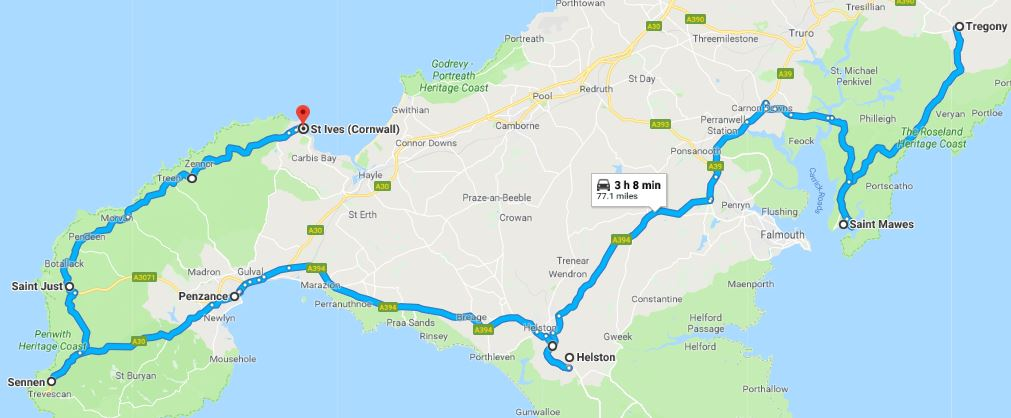 Porthtowan
Tresillian
A390
A390
A30
Tregony
Truro
Threemilestone
Portreath
Godrevy -
Portreath
Heritage Coast
St Day
A39
St. Michael
Penkivel
Redruth
Pool
Portloe
Gwithian
Carnon Downs
Veryan
St Ives (Cornwall)
Camborne
A393
Perranwell
Station
Philleigh
The Roseland
Heritage Coast
Connor Downs
Feock
Carbis Bay
Ponsanooth
Zennor
Hayle
A39
Treen
A30
3 h 8 min
77.1 miles
Carrick Roads
Portscatho
Praze-an-Beeble
Penryn
Flushing
St Erth
Crowan
Morvah
Saint Mawes
A30
Falmouth
Pendeen
A394
Botallack
Trenear
Wendron
Madron
Gulval
A394
A3071
Saint Just
Marazion
Maenporth
Penzance
Perranuthnoe
Constantine
A394
Newlyn
Praa Sands
Breage
Helford
Passage
Penwith
Heritage Coast
A394
Helston
Rinsey
Gweek
A30
Helford
Porthleven
Helston
Mousehole
St Buryan
Sennen
Trevescan
Porthallow
Gunwalloe